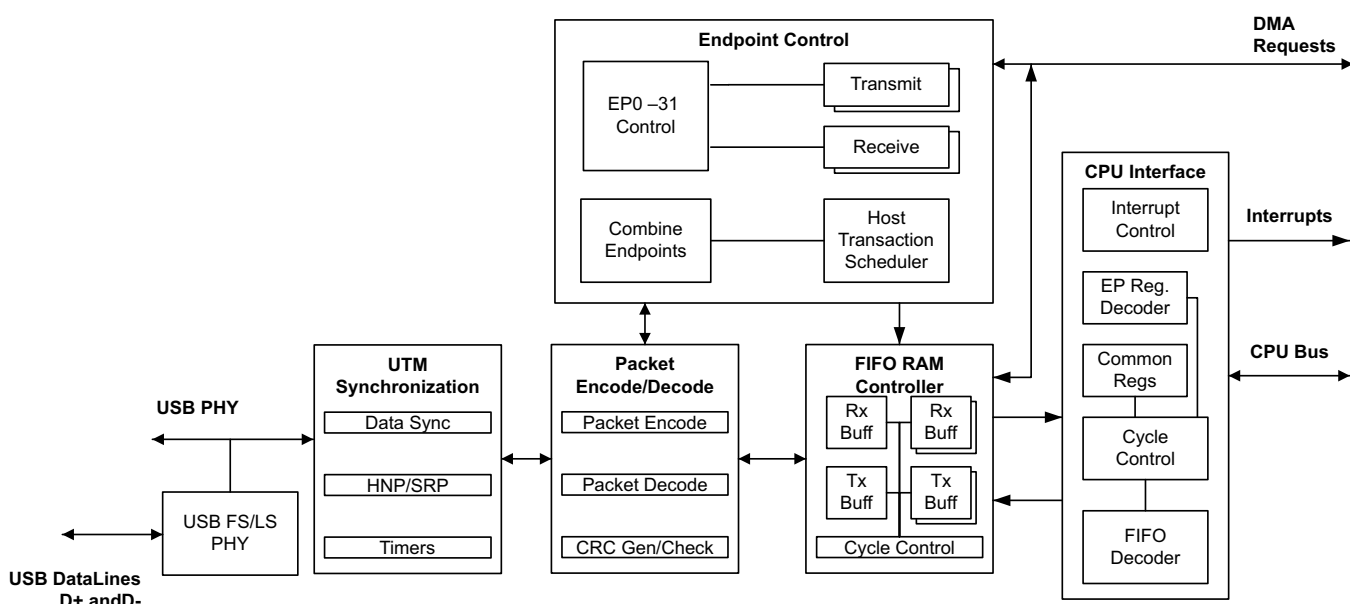 Endpoint Control
DMA
Requests
EP0 –31
Control
Transmit
Receive
Combine
Endpoints
Host
Transaction
Scheduler
CPU Interface
Interrupt
Control
Interrupts
EP Reg.
Decoder
Common
Regs
CPU Bus
Cycle
Control
FIFO
Decoder
UTM
Synchronization
Data Sync
HNP/SRP
Timers
Packet
Encode/Decode
Packet Encode
Packet Decode
CRC Gen/Check
FIFO RAM
Controller
Rx
Buff
Rx
Buff
Tx
Buff
Tx
Buff
Cycle Control
USB PHY
USB FS/LS
PHY
USB DataLines
D+ andD-